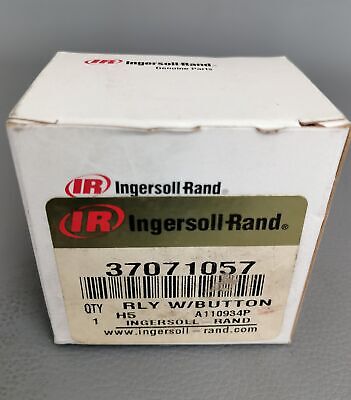 IR Ingersoll-Rand®
Genuine Parts
IR Ingersoll-Rand®
IR Ingersoll-Rand®
37071057
QTY RLY W/BUTTON
1 H5 A110934P
INGERSOLL - RAND
www.ingersoll-rand.com